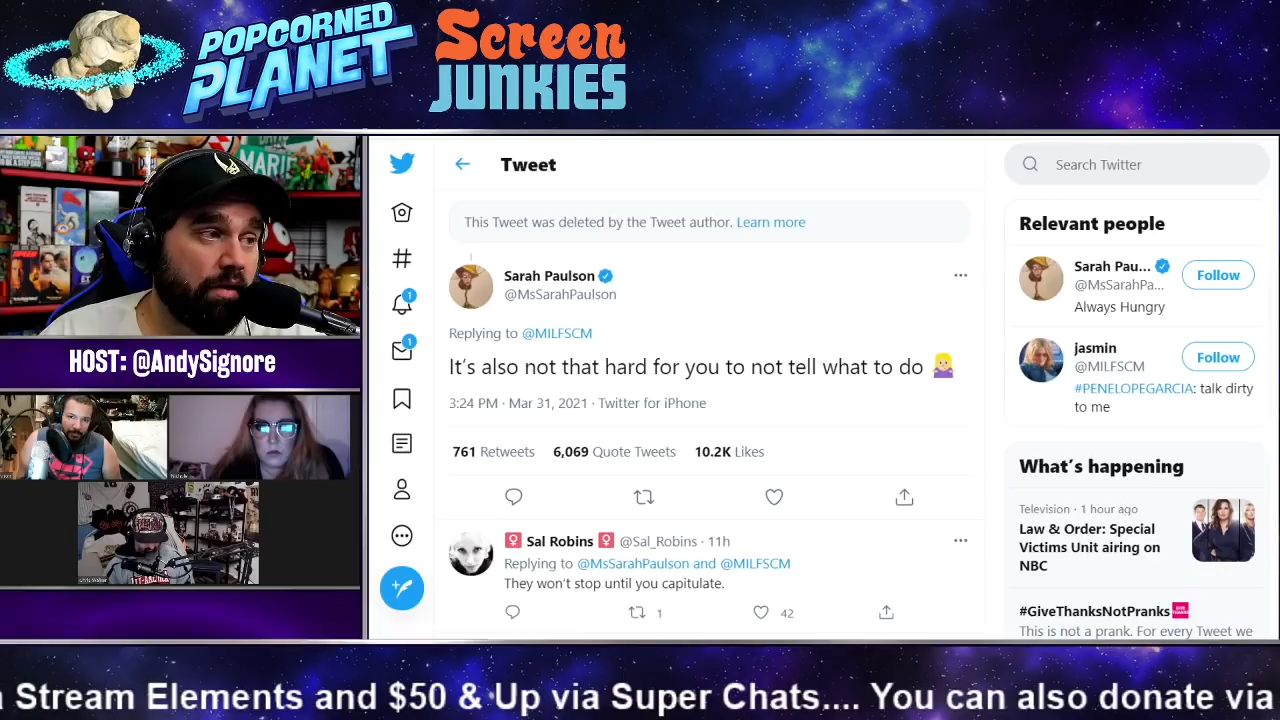 POPCORNED
PLANET
Screen
JUNKIES
MARIE
SPEED
HOST: @AndySignore
Tweet
This Tweet was deleted by the Tweet author. Learn more
Sarah Paulson
@MsSarahPaulson
Replying to @MILFSCM
It's also not that hard for you to not tell what to do 🤷🏼‍♀️
3:24 PM · Mar 31, 2021 · Twitter for iPhone
761 Retweets 6,069 Quote Tweets 10.2K Likes
🚺 Sal Robins 🚺 @Sal_Robins · 11h
Replying to @MsSarahPaulson and @MILFSCM
They won't stop until you capitulate.
1 42
1
1
Search Twitter
Relevant people
Sarah Pau...
@MsSarahPa...
Follow
Always Hungry
jasmin
@MILFSCM
Follow
#PENELOPEGARCIA: talk dirty
to me
What's happening
Television · 1 hour ago
Law & Order: Special
Victims Unit airing on
NBC
#GiveThanksNotPranks
This is not a prank. For every Tweet we
Stream Elements and $50 & Up via Super Chats.... You can also donate via